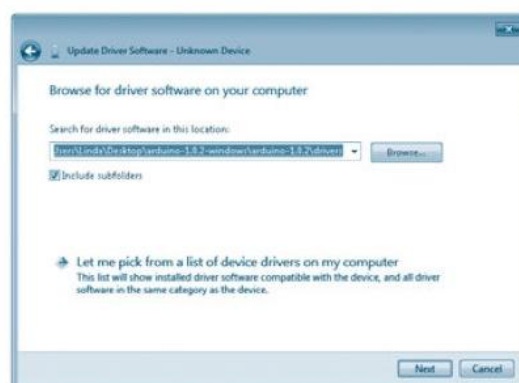 Update Driver Software - Unknown Device
Browse for driver software on your computer
Search for driver software in this location:
Users\Linda\Desktop\arduino-1.0.2-windows\arduino-1.0.2\drivers
Browse...
Include subfolders
Let me pick from a list of device drivers on my computer
This list will show installed driver software compatible with the device, and all driver
software in the same category as the device.
Next
Cancel